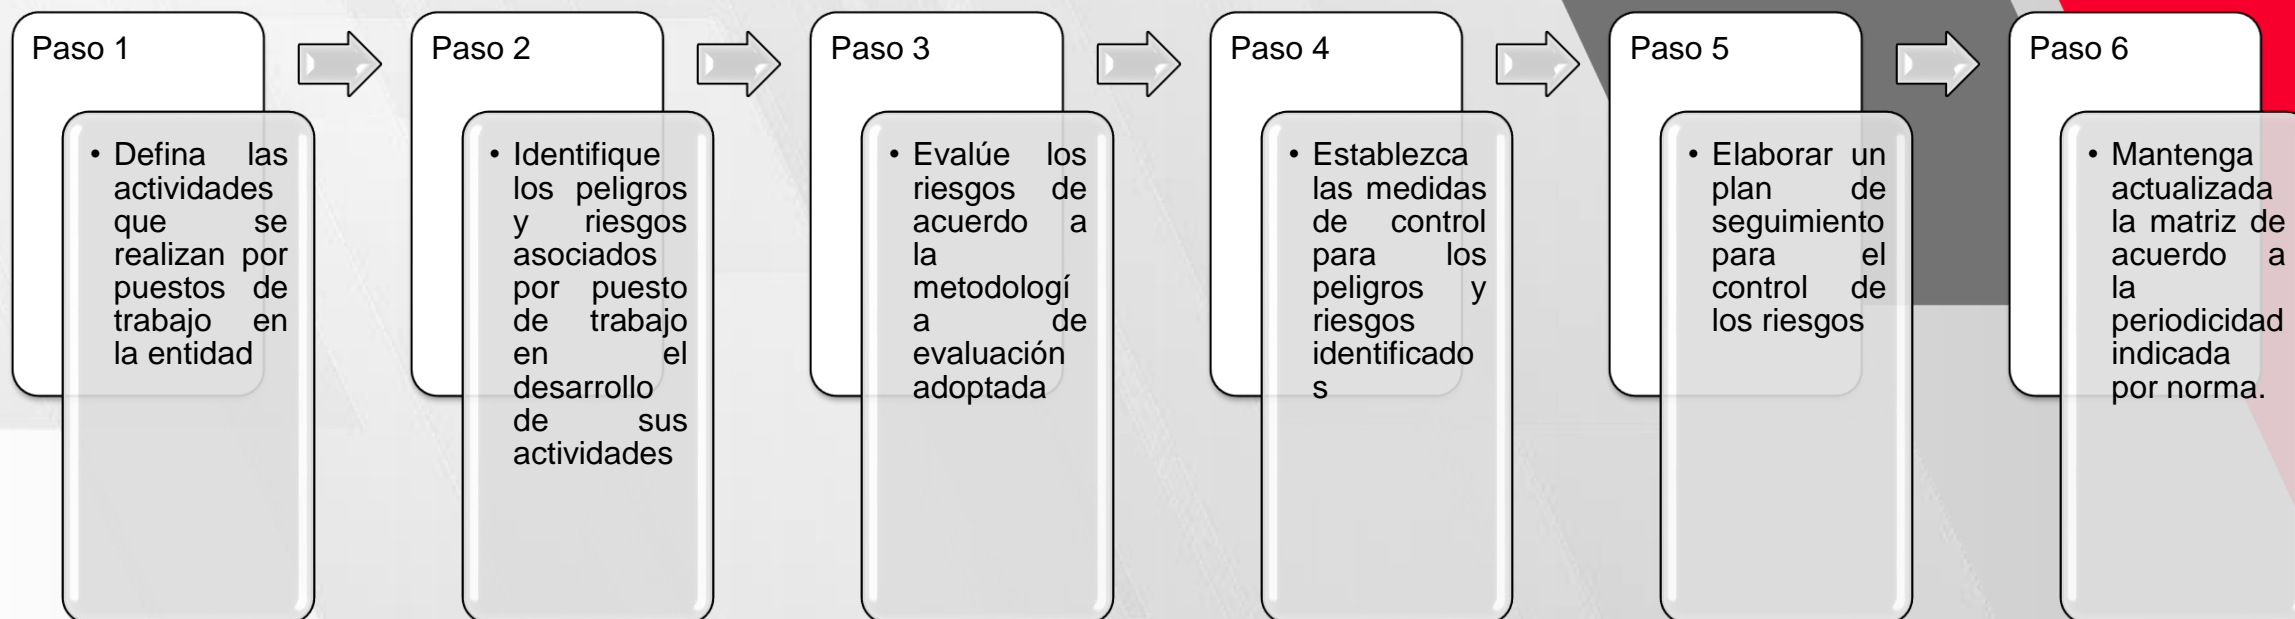 Paso 1
• Defina las
actividades
que se
realizan por
puestos de
trabajo en
la entidad
Paso 2
• Identifique
los peligros
y riesgos
asociados
por puesto
de trabajo
en el
desarrollo
de sus
actividades
Paso 3
• Evalúe los
riesgos de
acuerdo a
la
metodologí
a de
evaluación
adoptada
Paso 4
• Establezca
las medidas
de control
para los
peligros y
riesgos
identificado
s
Paso 5
• Elaborar un
plan de
seguimiento
para el
control de
los riesgos
Paso 6
• Mantenga
actualizada
la matriz de
acuerdo a
la
periodicidad
indicada
por norma.